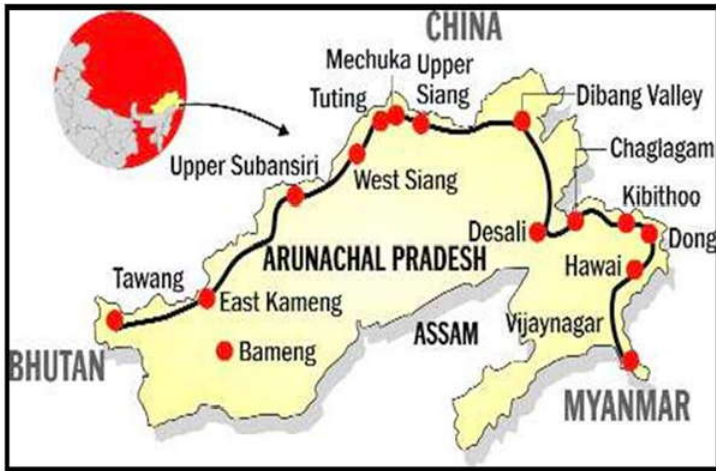 CHINA
Mechuka
Upper
Siang
Tuting
Dibang Valley
Chaglagam
Upper Subansiri
West Siang
Kibithoo
Desali
Dong
ARUNACHAL PRADESH
Hawai
Tawang
East Kameng
ASSAM
Vijaynagar
Bameng
BHUTAN
MYANMAR